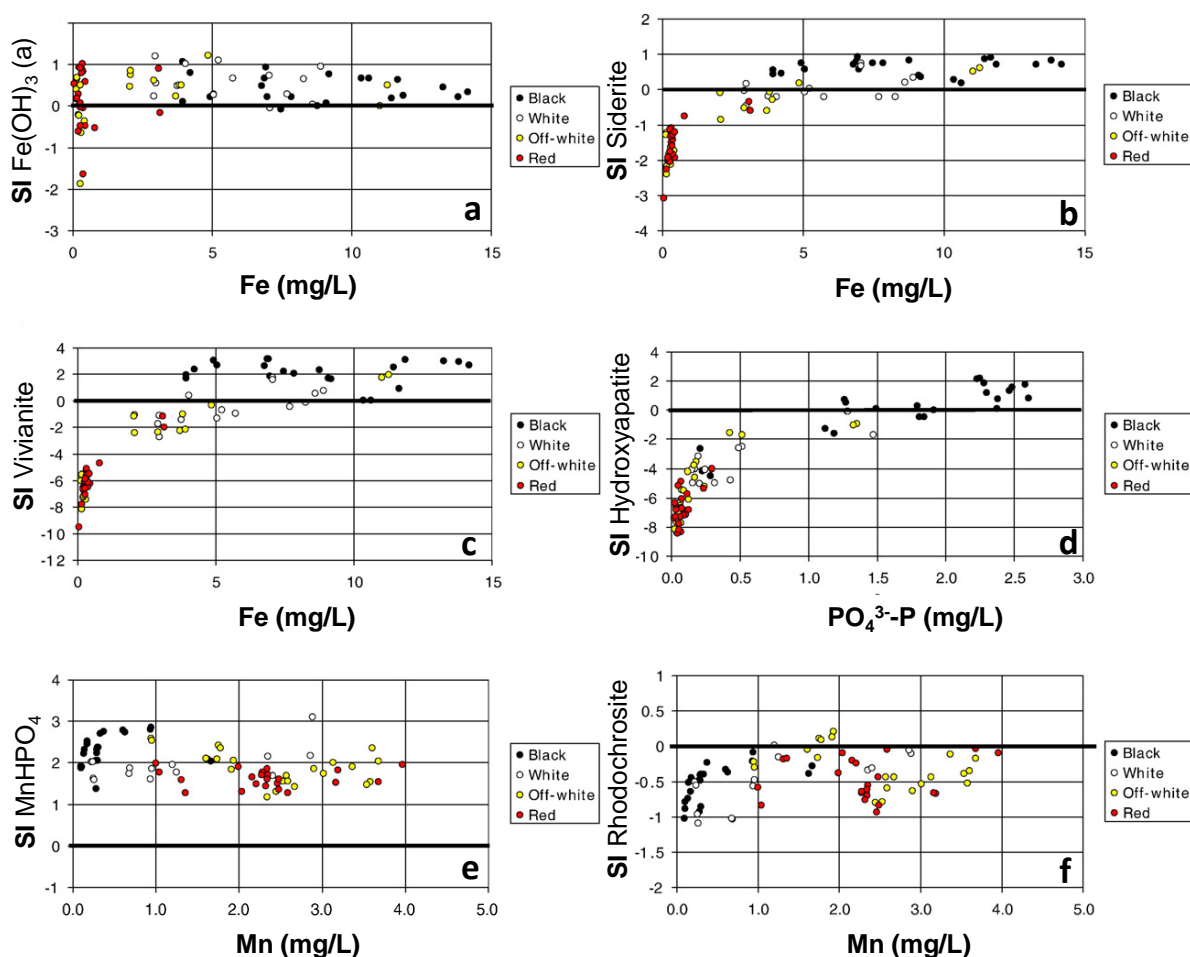 SI Fe(OH)3 (a)
2
1
0
-1
-2
-3
0
5
10
15
a
Black
White
Off-white
Red
Fe (mg/L)
SI Siderite
2
1
0
-1
-2
-3
-4
0
5
10
15
b
Black
White
Off-white
Red
Fe (mg/L)
SI Vivianite
4
2
0
-2
-4
-6
-8
-10
-12
0
5
10
15
c
Black
White
Off-white
Red
Fe (mg/L)
SI Hydroxyapatite
4
2
0
-2
-4
-6
-8
-10
0.0
0.5
1.0
1.5
2.0
2.5
3.0
d
Black
White
Off-white
Red
PO₄³⁻-P (mg/L)
SI MnHPO₄
4
3
2
1
0
-1
0.0
1.0
2.0
3.0
4.0
5.0
e
Black
White
Off-white
Red
Mn (mg/L)
SI Rhodochrosite
1
0.5
0
-0.5
-1
-1.5
-2
0.0
1.0
2.0
3.0
4.0
5.0
f
Black
White
Off-white
Red
Mn (mg/L)